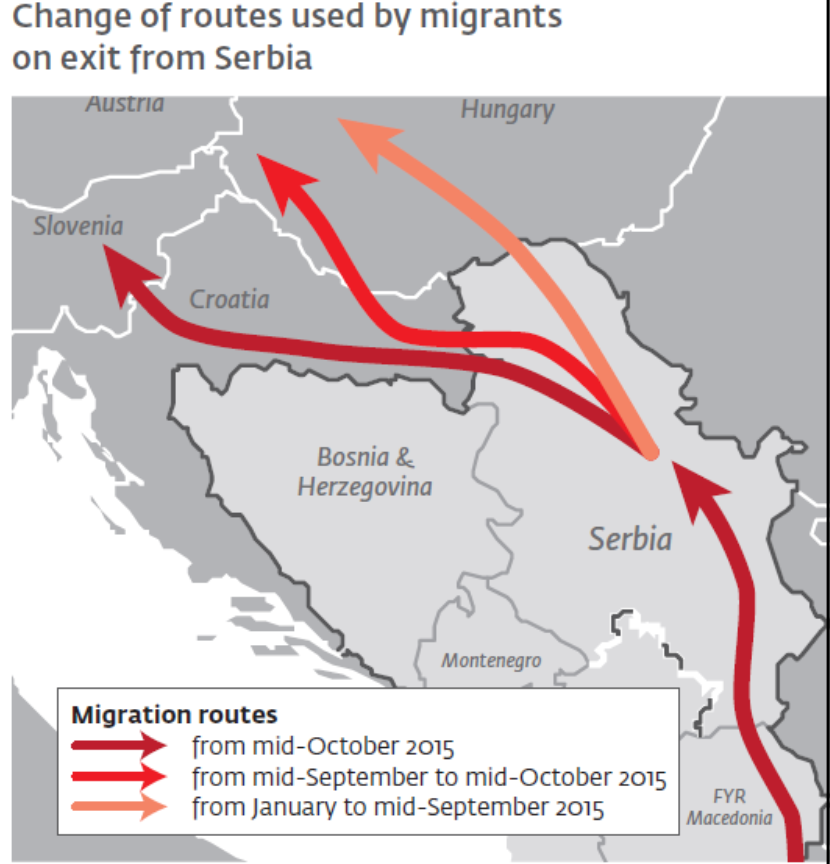 Change of routes used by migrants
on exit from Serbia
Austria
Hungary
Slovenia
Croatia
Bosnia &
Herzegovina
Serbia
Montenegro
Migration routes
from mid-October 2015
from mid-September to mid-October 2015
from January to mid-September 2015
FYR
Macedonia